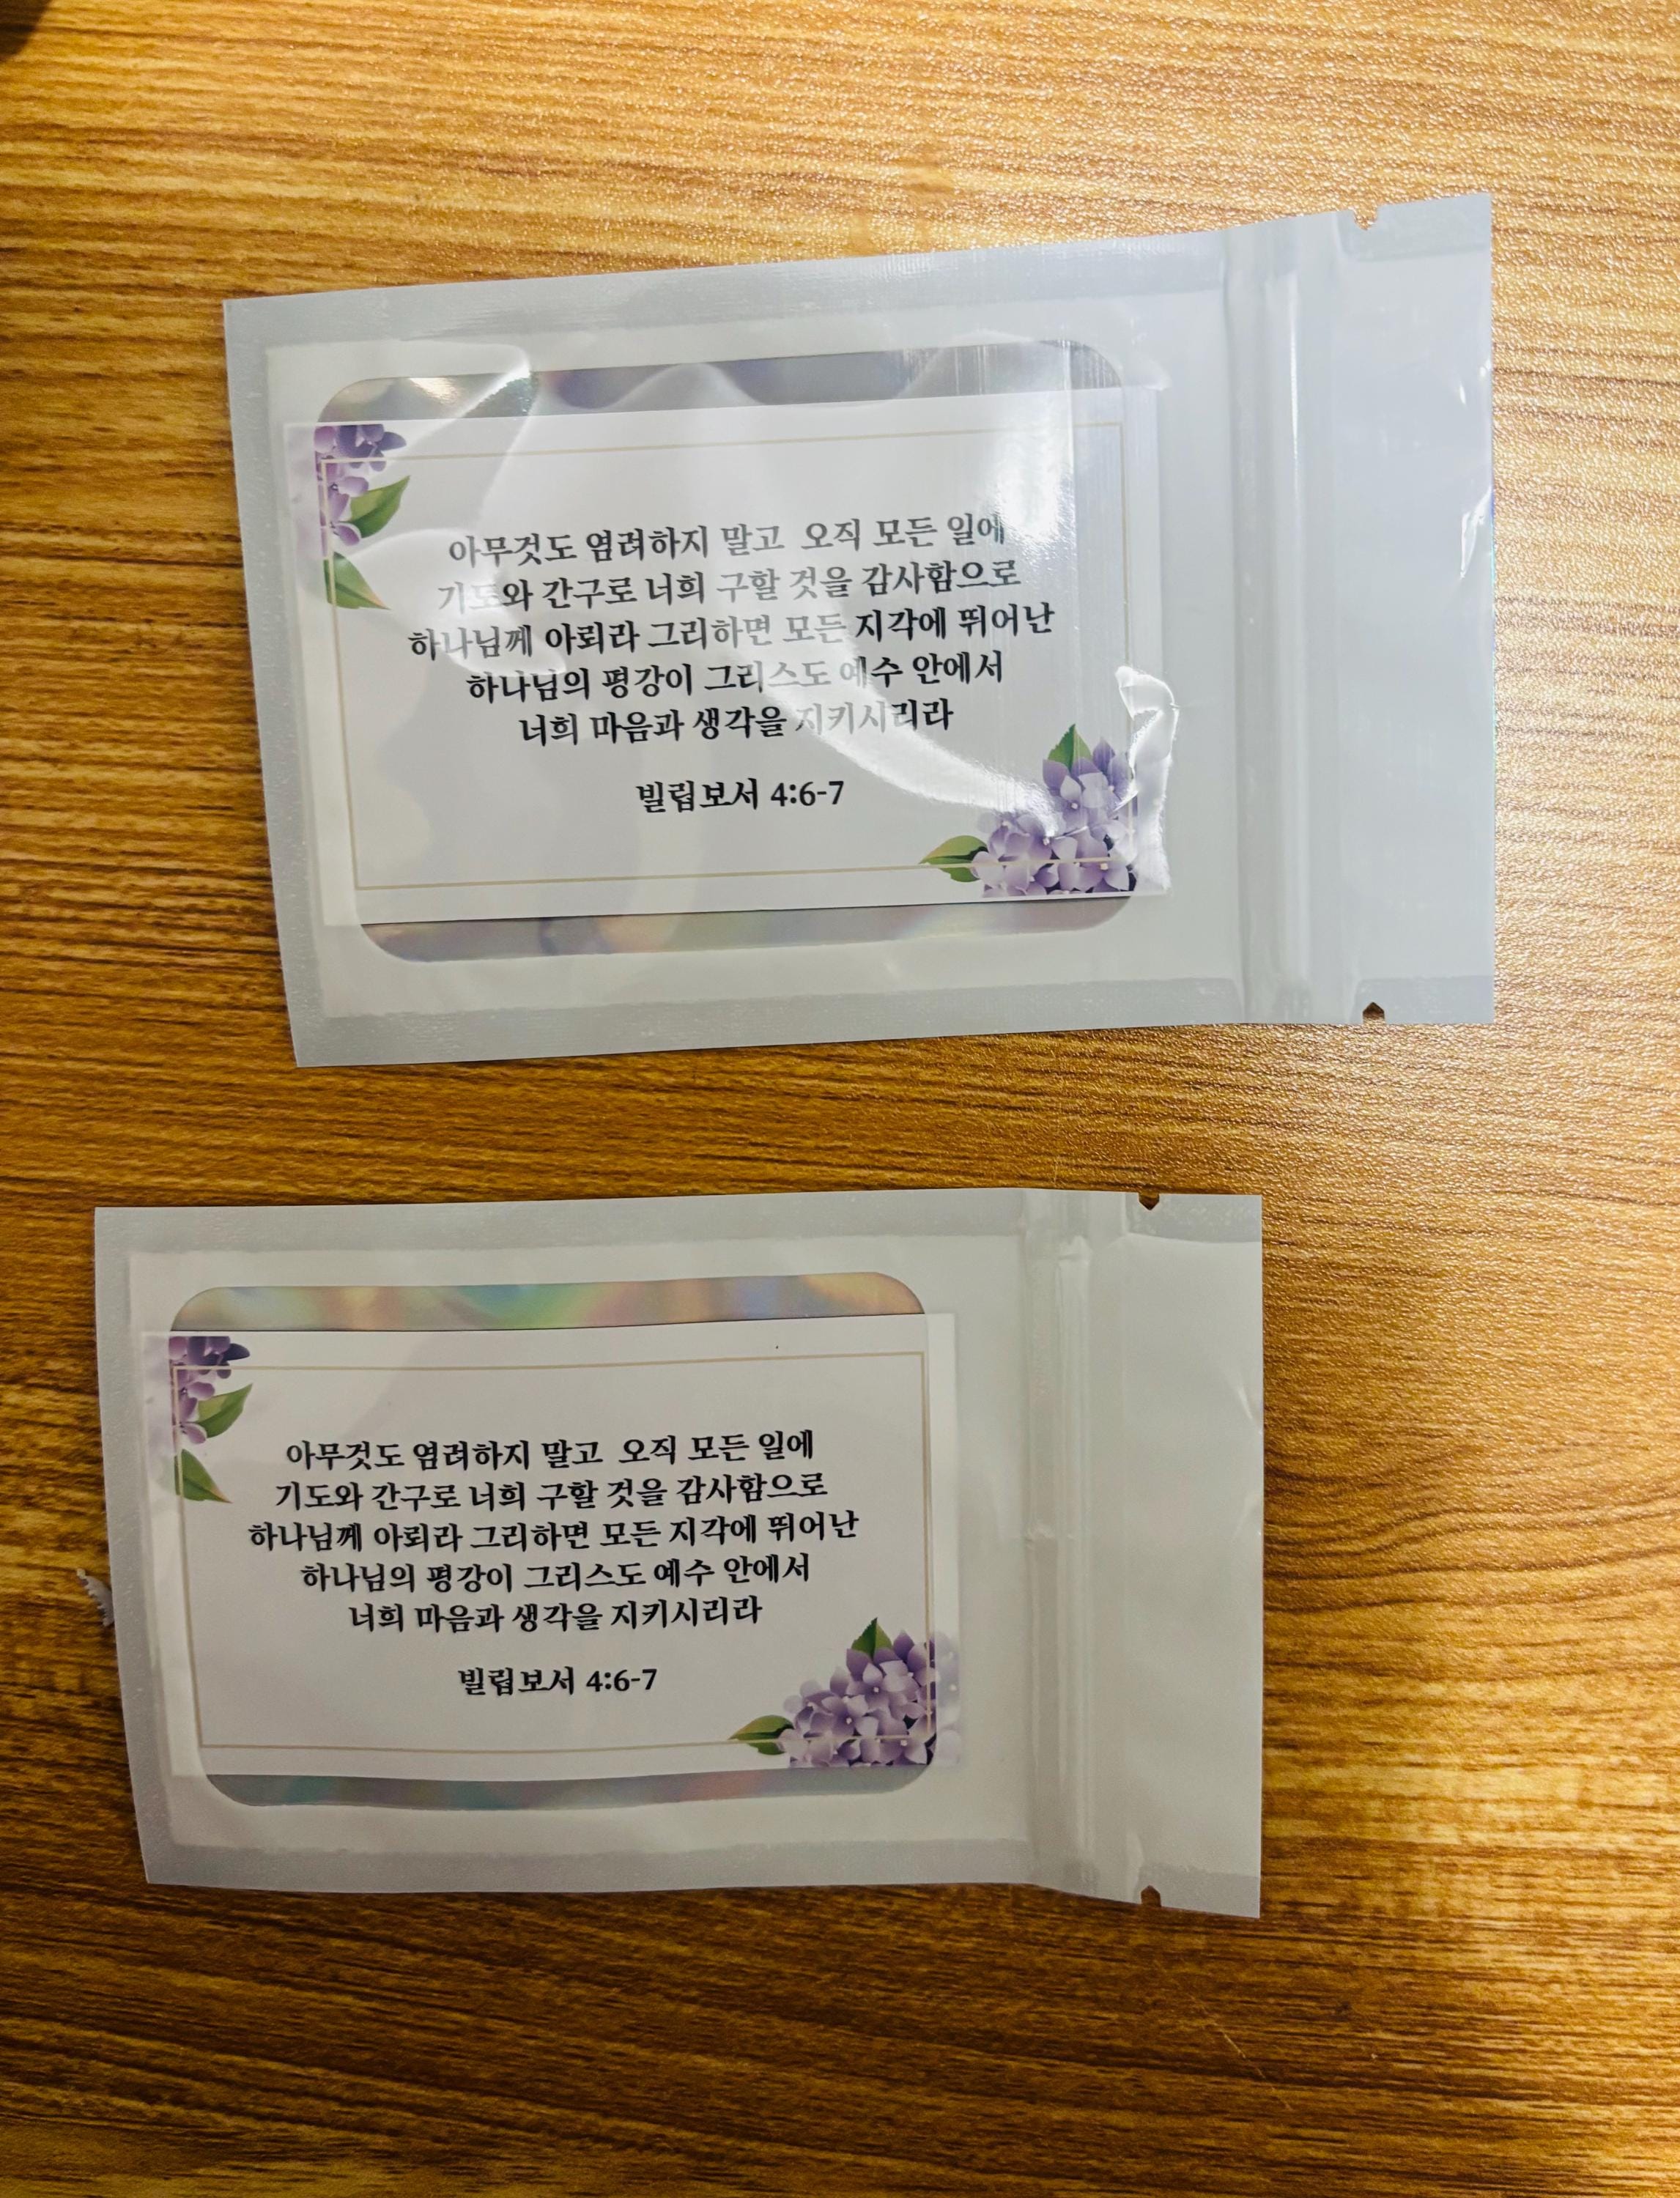 아무것도 염려하지 말고 오직 모든 일에
기도와 간구로 너희 구할 것을 감사함으로
하나님께 아뢰라 그리하면 모든 지각에 뛰어난
하나님의 평강이 그리스도 예수 안에서
너희 마음과 생각을 지키시리라
빌립보서 4:6-7
아무것도 염려하지 말고 오직 모든 일에
기도와 간구로 너희 구할 것을 감사함으로
하나님께 아뢰라 그리하면 모든 지각에 뛰어난
하나님의 평강이 그리스도 예수 안에서
너희 마음과 생각을 지키시리라
빌립보서 4:6-7